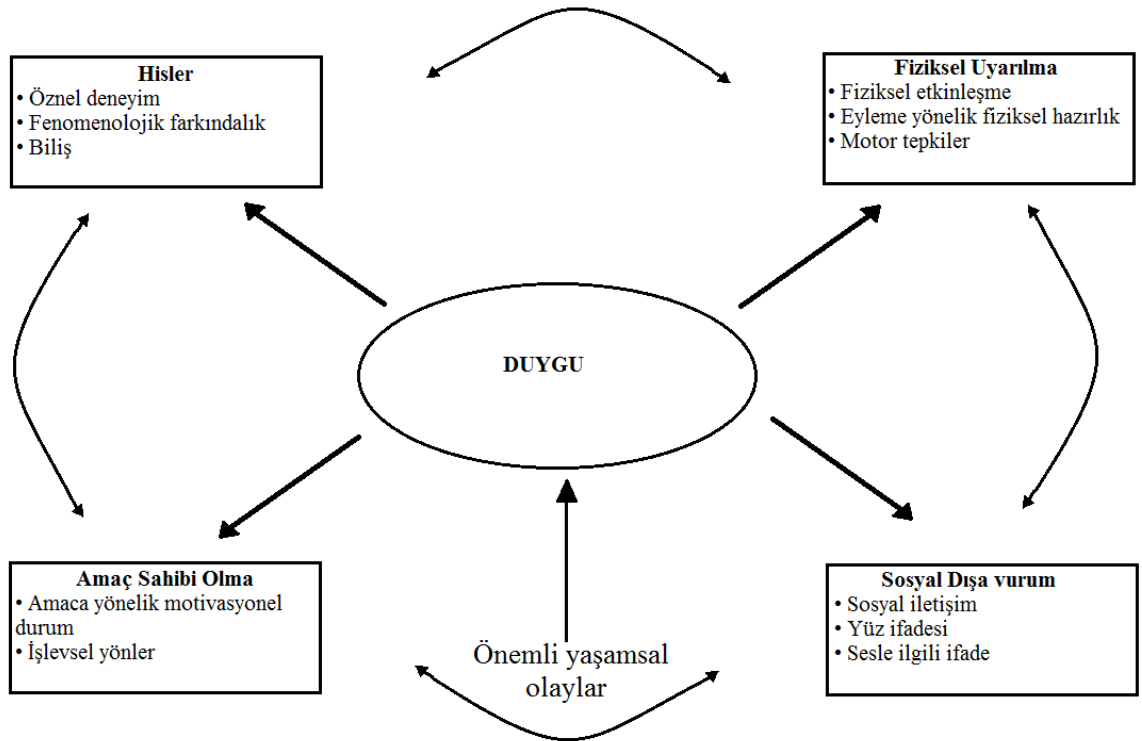 Hisler
• Öznel deneyim
• Fenomenolojik farkındalık
• Biliş
Fiziksel Uyarılma
• Fiziksel etkinleşme
• Eyleme yönelik fiziksel hazırlık
• Motor tepkiler
DUYGU
Amaç Sahibi Olma
• Amaca yönelik motivasyonel
durum
• İşlevsel yönler
Önemli yaşamsal
olaylar
Sosyal Dışa vurum
• Sosyal iletişim
• Yüz ifadesi
• Sesle ilgili ifade